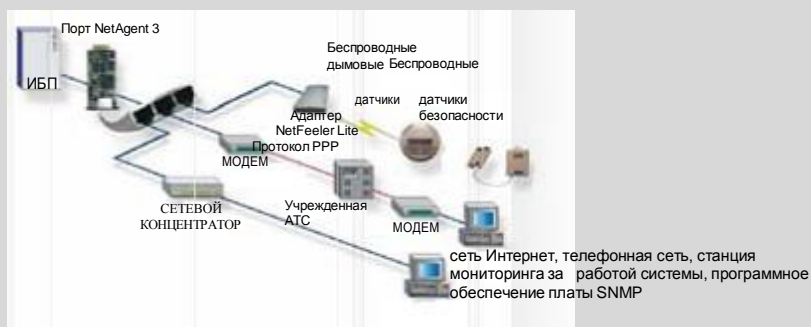 Порт NetAgent 3
ИБП
Беспроводные
дымовые Беспроводные
датчики датчики
безопасности
Адаптер
NetFeeler Lite
Протокол PPP
МОДЕМ
СЕТЕВОЙ
КОНЦЕНТРАТОР
Учрежденная
АТС
МОДЕМ
сеть Интернет, телефонная сеть, станция
мониторинга за работой системы, программное
обеспечение платы SNMP